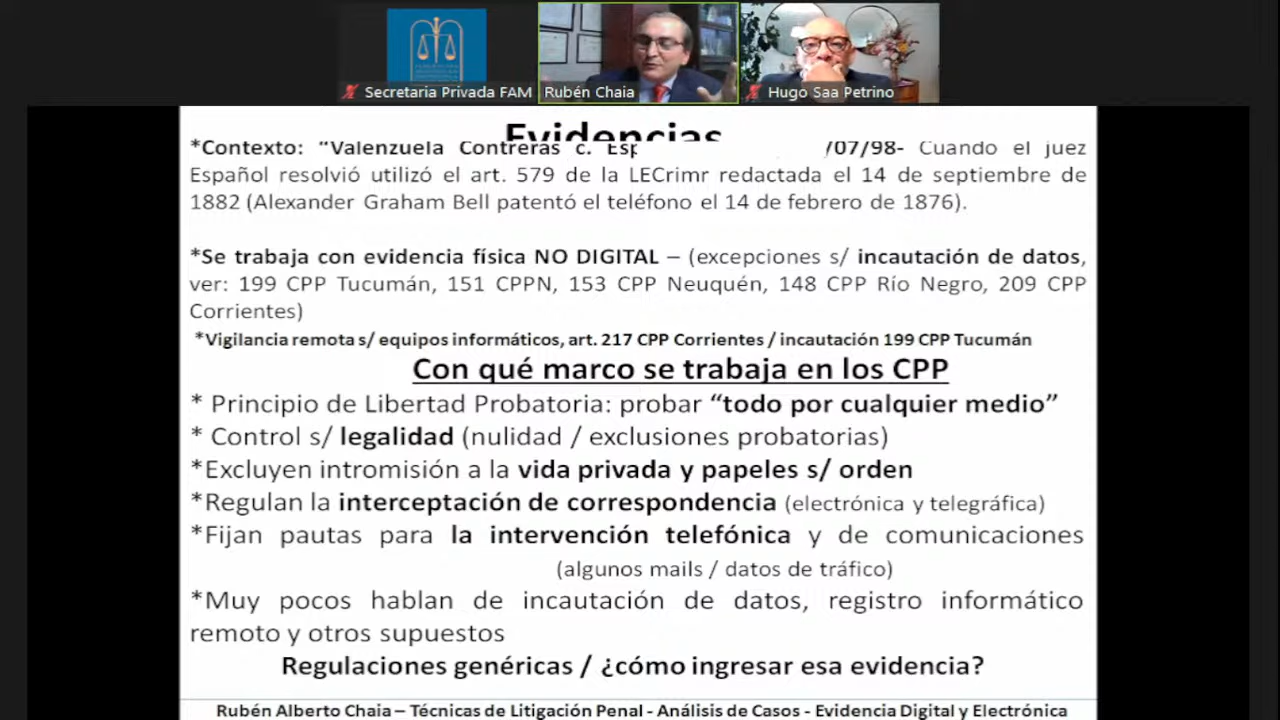 Secretaria Privada FAM
Rubén Chaia
Hugo Saa Petrino
Evidencias
*Contexto: “Valenzuela Contreras c. Esp /07/98- Cuando el juez
Español resolvió utilizó el art. 579 de la LECrimr redactada el 14 de septiembre de
1882 (Alexander Graham Bell patentó el teléfono el 14 de febrero de 1876).
*Se trabaja con evidencia física NO DIGITAL – (excepciones s/ incautación de datos,
ver: 199 CPP Tucumán, 151 CPPN, 153 CPP Neuquén, 148 CPP Río Negro, 209 CPP
Corrientes)
*Vigilancia remota s/ equipos informáticos, art. 217 CPP Corrientes / incautación 199 CPP Tucumán
Con qué marco se trabaja en los CPP
* Principio de Libertad Probatoria: probar “todo por cualquier medio”
* Control s/ legalidad (nulidad / exclusiones probatorias)
*Excluyen intromisión a la vida privada y papeles s/ orden
*Regulan la interceptación de correspondencia (electrónica y telegráfica)
*Fijan pautas para la intervención telefónica y de comunicaciones
(algunos mails / datos de tráfico)
*Muy pocos hablan de incautación de datos, registro informático
remoto y otros supuestos
Regulaciones genéricas / ¿cómo ingresar esa evidencia?
Rubén Alberto Chaia – Técnicas de Litigación Penal - Análisis de Casos - Evidencia Digital y Electrónica